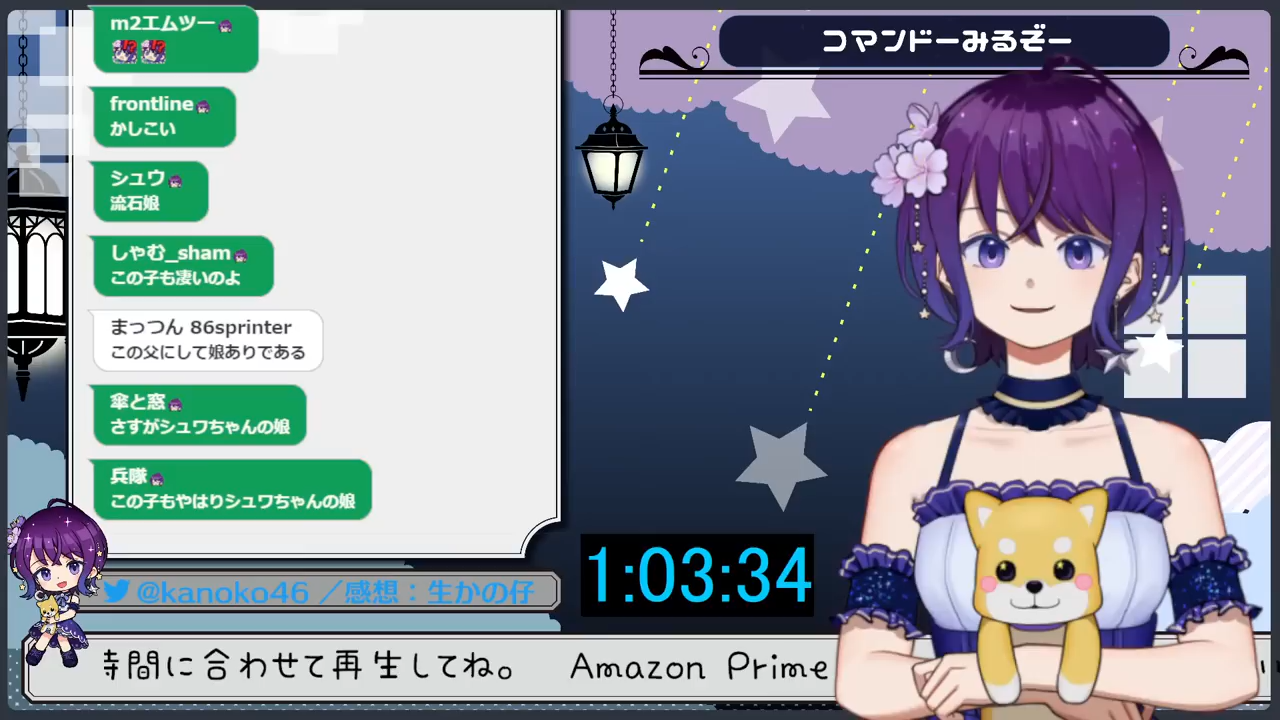 m2エムツー
frontline
かしこい
シュウ
流石娘
しゃむ_sham
この子も凄いのよ
まっつん 86sprinter
この父にして娘ありである
傘と窓
さすがシュワちゃんの娘
兵隊
この子もやはりシュワちゃんの娘
コマンドーみるぞー
1:03:34
@kanoko46 ／感想：生かの仔
時間に合わせて再生してね。 Amazon Prime